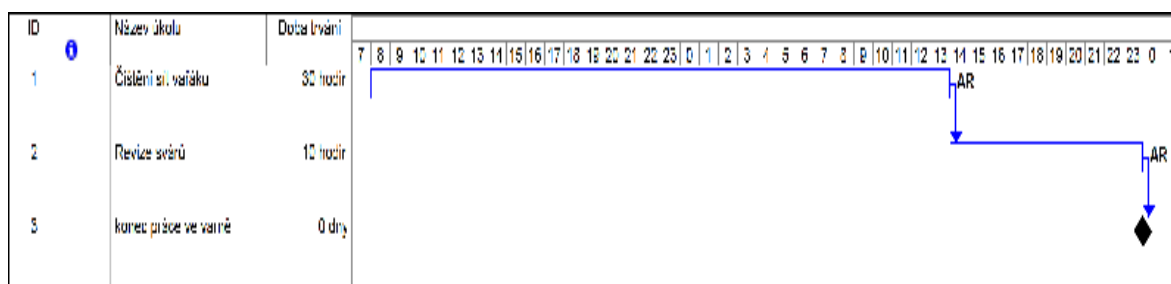 ID Název úkolu Doba trvání
7 8 9 10 11 12 13 14 15 16 17 18 19 20 21 22 23 0 1 2 3 4 5 6 7 8 9 10 11 12 13 14 15 16 17 18 19 20 21 22 23 0 1
1 Čištění sít vařáku 30 hodin
AR
2 Revize svárů 10 hodin
AR
3 konec práce ve varně 0 dny